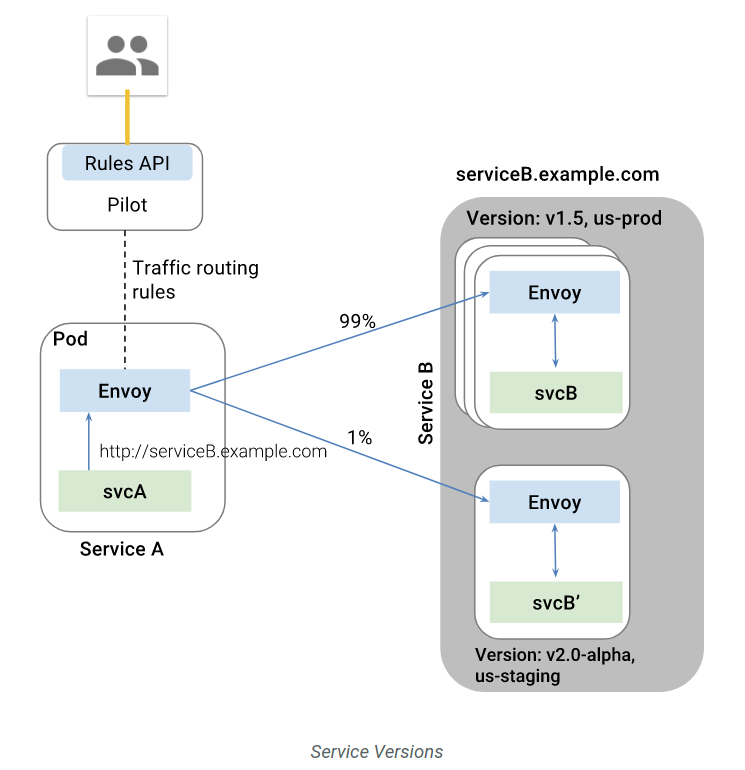 Rules API
Pilot
Traffic routing
rules
Pod
Envoy
http://serviceB.example.com
svcA
Service A
99%
1%
serviceB.example.com
Version: v1.5, us-prod
Envoy
svcB
Service B
Envoy
svcB’
Version: v2.0-alpha,
us-staging
Service Versions